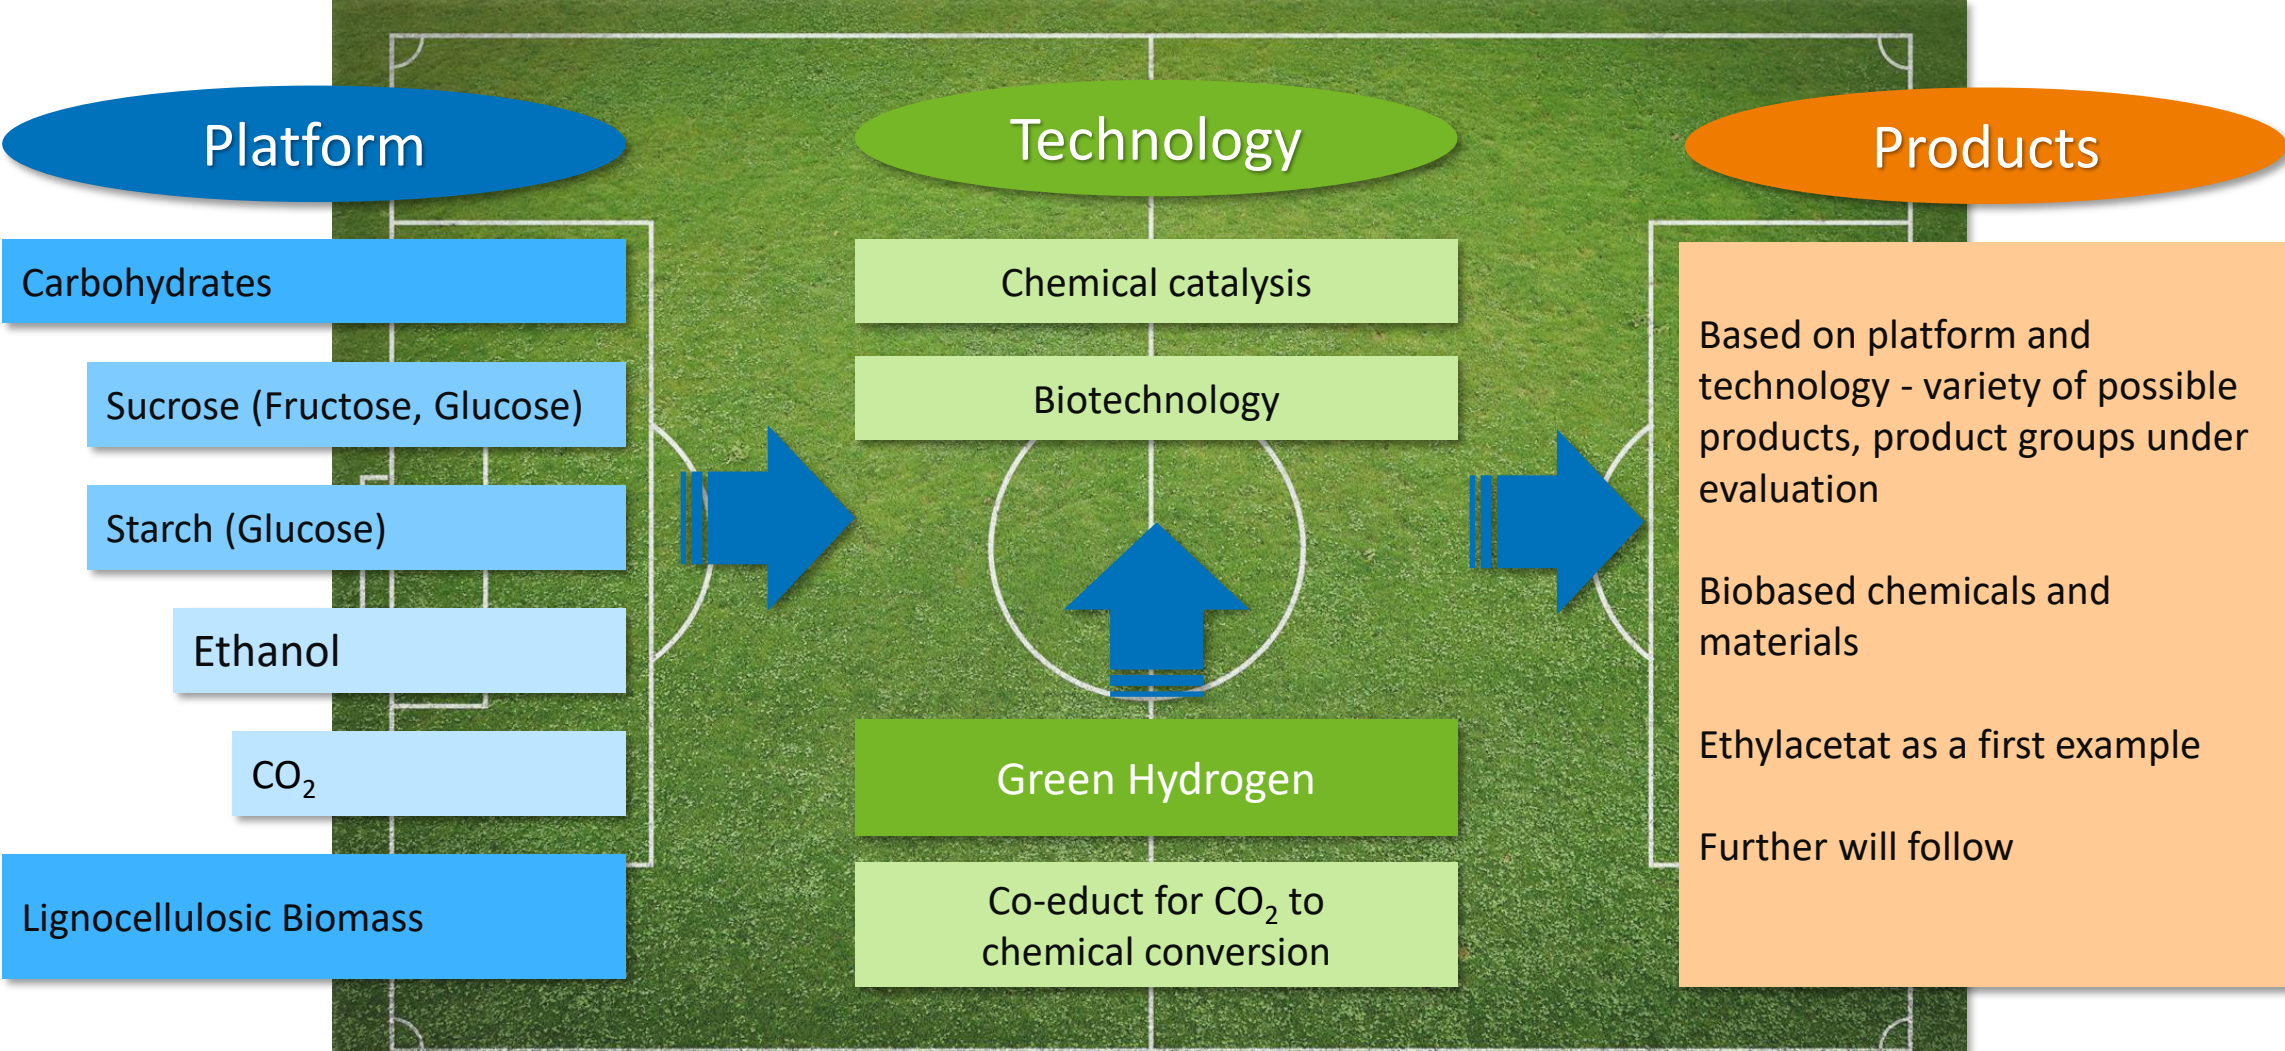 Platform
Carbohydrates
Sucrose (Fructose, Glucose)
Starch (Glucose)
Ethanol
CO₂
Lignocellulosic Biomass
Technology
Chemical catalysis
Biotechnology
Green Hydrogen
Co-educt for CO₂ to
chemical conversion
Products
Based on platform and
technology - variety of possible
products, product groups under
evaluation
Biobased chemicals and
materials
Ethylacetat as a first example
Further will follow